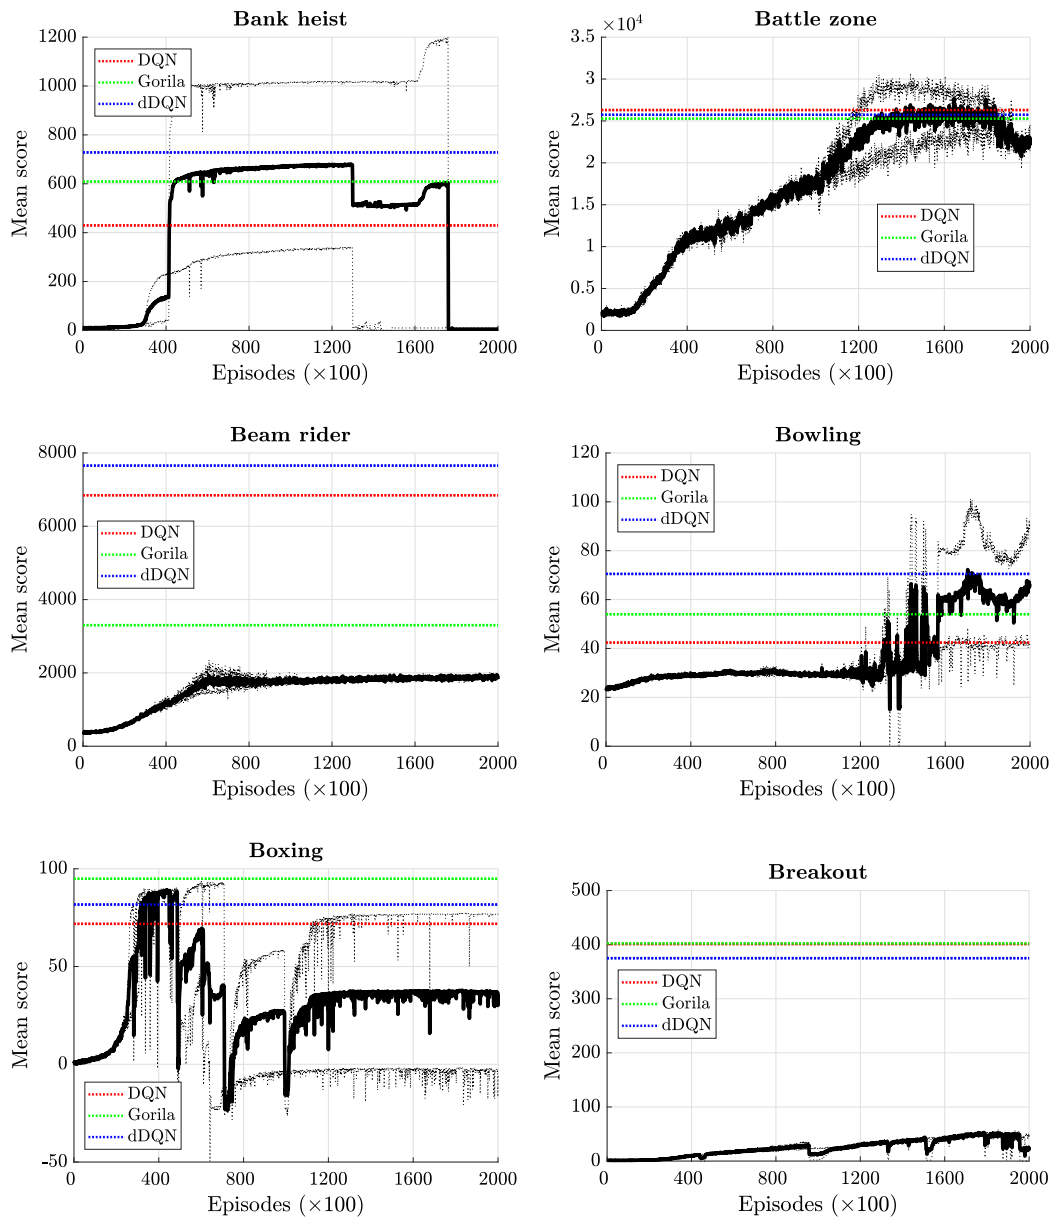 Bank heist
1200
1000
800
600
400
200
0
Mean score
DQN
Gorila
dDQN
0 400 800 1200 1600 2000
Episodes (×100)
Battle zone
×10⁴
3.5
3
2.5
2
1.5
1
0.5
0
Mean score
DQN
Gorila
dDQN
0 400 800 1200 1600 2000
Episodes (×100)
Beam rider
8000
6000
4000
2000
0
Mean score
DQN
Gorila
dDQN
0 400 800 1200 1600 2000
Episodes (×100)
Bowling
120
100
80
60
40
20
0
Mean score
DQN
Gorila
dDQN
0 400 800 1200 1600 2000
Episodes (×100)
Boxing
100
50
0
-50
Mean score
DQN
Gorila
dDQN
0 400 800 1200 1600 2000
Episodes (×100)
Breakout
500
400
300
200
100
0
Mean score
DQN
Gorila
dDQN
0 400 800 1200 1600 2000
Episodes (×100)